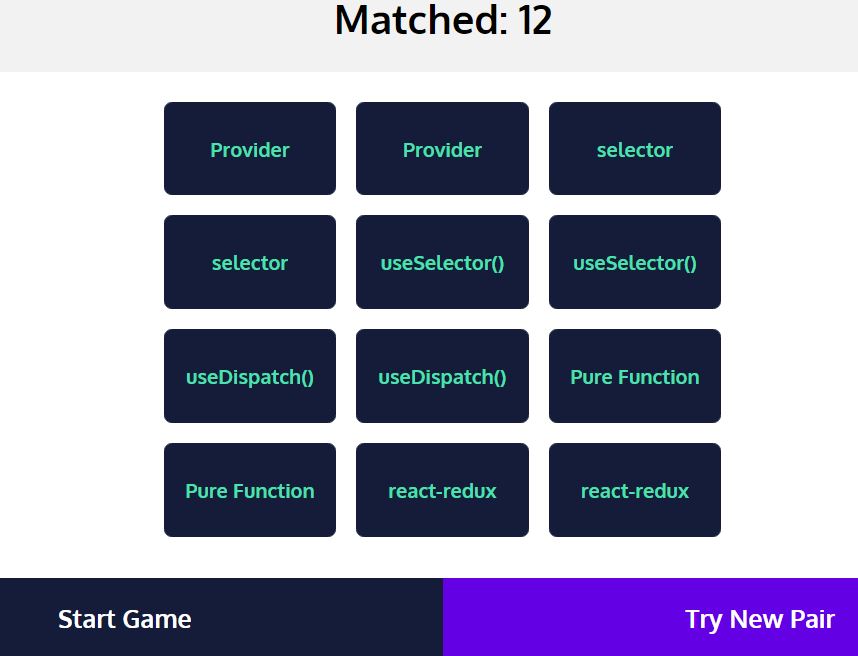 Matched: 12
Provider
Provider
selector
selector
useSelector()
useSelector()
useDispatch()
useDispatch()
Pure Function
Pure Function
react-redux
react-redux
Start Game
Try New Pair